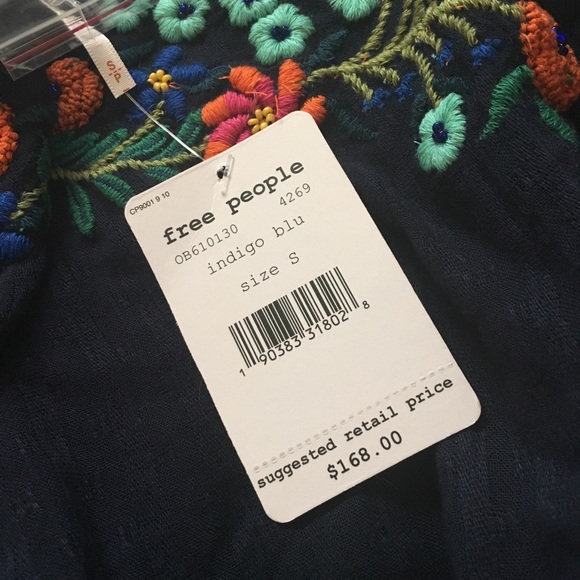 p/s
CP9001 9 10
free people
OB610130 4269
indigo blu
size S
1 90383 31802 8
suggested retail price
$168.00